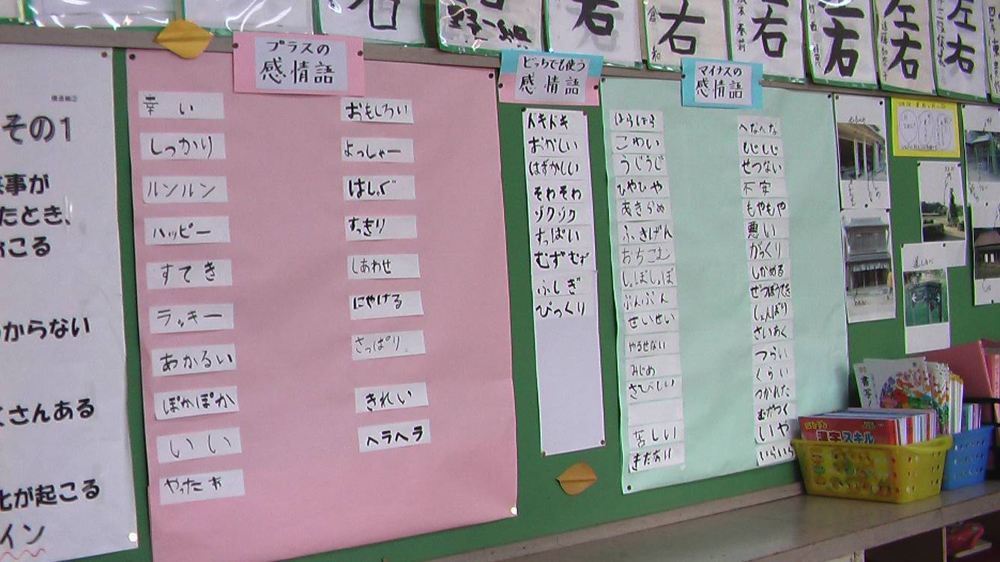 その1
事が
たとき、
こる
からない
くさんある
化が起こる
イン
プラスの
感情語
幸い
しっかり
ルンルン
ハッピー
すてき
ラッキー
あかるい
ぽかぽか
いい
やったぁ
おもしろい
よっしゃー
はしゃぐ
すっきり
しあわせ
にやける
さっぱり
きれい
ヘラヘラ
どっちでも使う
感情語
ドキドキ
おかしい
はずかしい
そわそわ
ゾクゾク
すっぱい
むずむず
ふしぎ
びっくり
マイナスの
感情語
はらはら
こわい
うじうじ
ひやひや
あきらめ
ふきげん
おちこむ
しょぼしょぼ
ぷんぷん
せいせい
やるせない
みじめ
さびしい
苦しい
きたない
へなへな
もじもじ
せつない
不安
もやもや
悪い
がっくり
しかめる
ぜつぼうてき
しょんぼり
さいあく
つらい
くらい
つかれた
むかつく
いや
いらいら
右
右
右
右
右
左右
左右
書写
漢字スキル